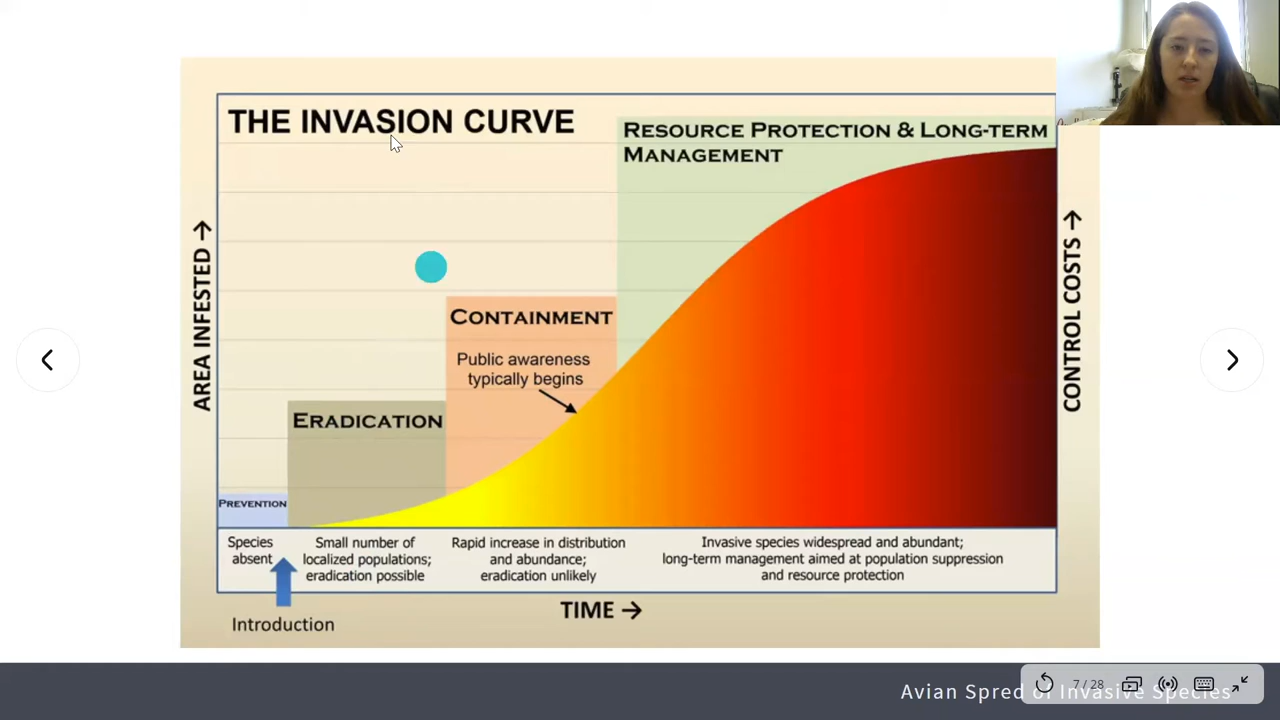 THE INVASION CURVE
RESOURCE PROTECTION & LONG-TERM
MANAGEMENT
AREA INFESTED →
CONTROL COSTS →
CONTAINMENT
Public awareness
typically begins
ERADICATION
PREVENTION
Species
absent
Small number of
localized populations;
eradication possible
Rapid increase in distribution
and abundance;
eradication unlikely
Invasive species widespread and abundant;
long-term management aimed at population suppression
and resource protection
TIME →
Introduction
Avian Spred of Invasive Species
7 / 28